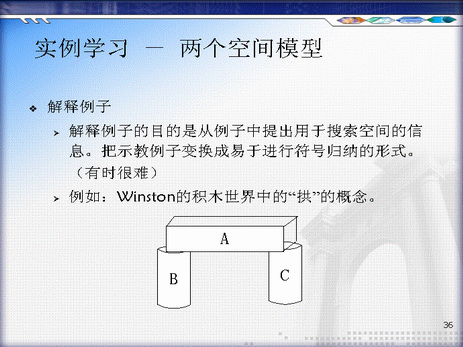 实例学习 － 两个空间模型
解释例子
解释例子的目的是从例子中提出用于搜索空间的信
息。把示教例子变换成易于进行符号归纳的形式。
（有时很难）
例如：Winston的积木世界中的“拱”的概念。
A
B
C
36